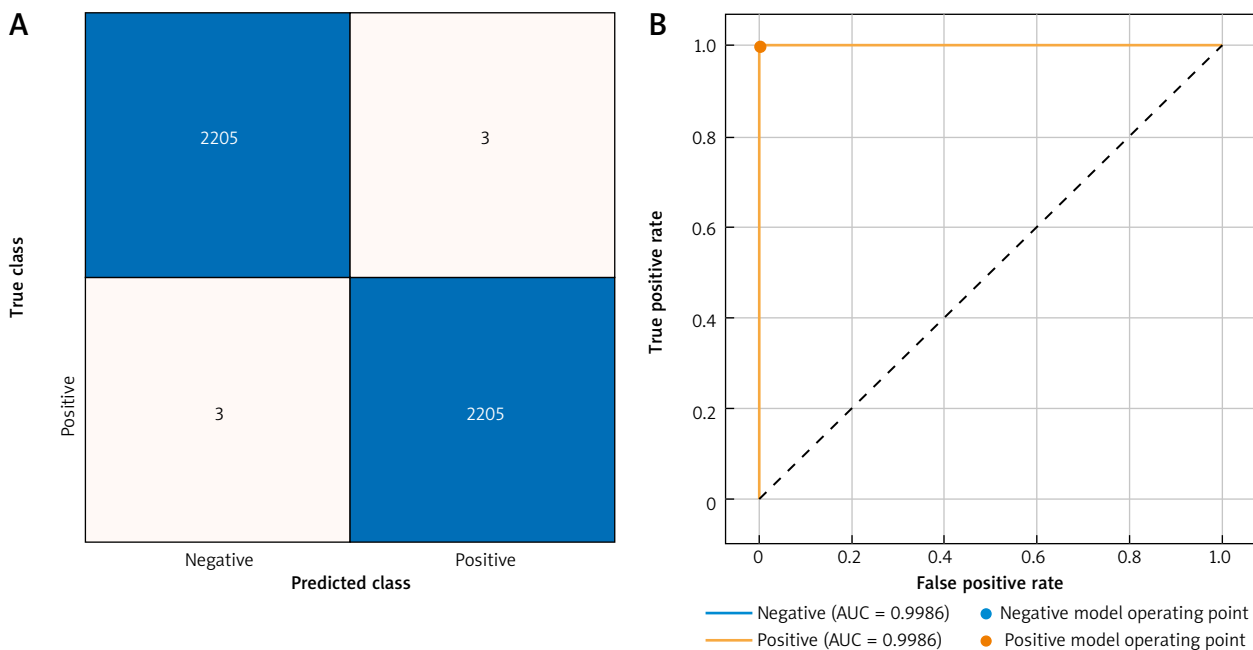 A
2205
3
True class
Positive
3
2205
Negative
Positive
Predicted class
B
1.0
0.8
0.6
0.4
0.2
0
True positive rate
0 0.2 0.4 0.6 0.8 1.0
False positive rate
Negative (AUC = 0.9986) Negative model operating point
Positive (AUC = 0.9986) Positive model operating point